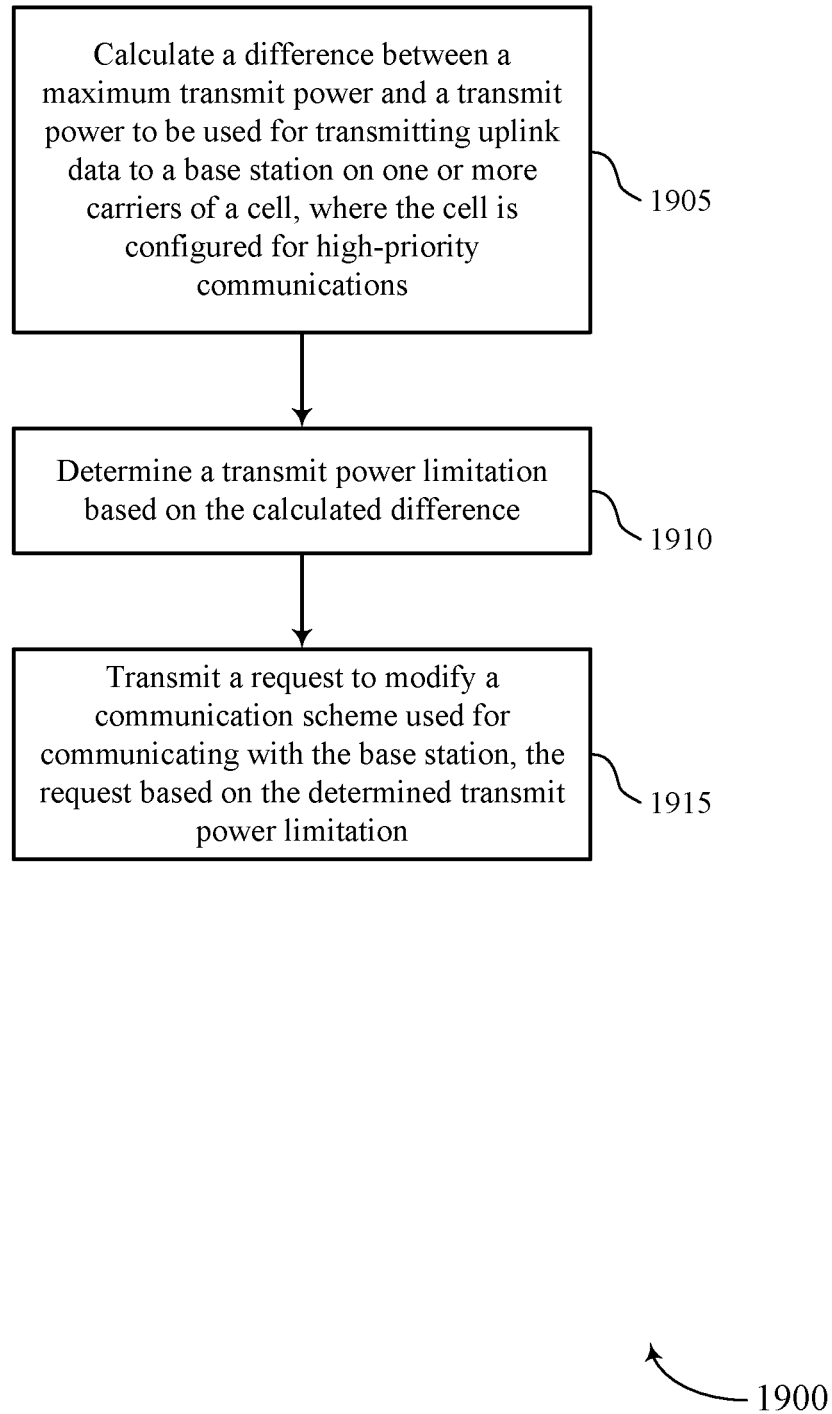 Calculate a difference between a
maximum transmit power and a transmit
power to be used for transmitting uplink
data to a base station on one or more
carriers of a cell, where the cell is
configured for high-priority
communications
1905
Determine a transmit power limitation
based on the calculated difference
1910
Transmit a request to modify a
communication scheme used for
communicating with the base station, the
request based on the determined transmit
power limitation
1915
1900